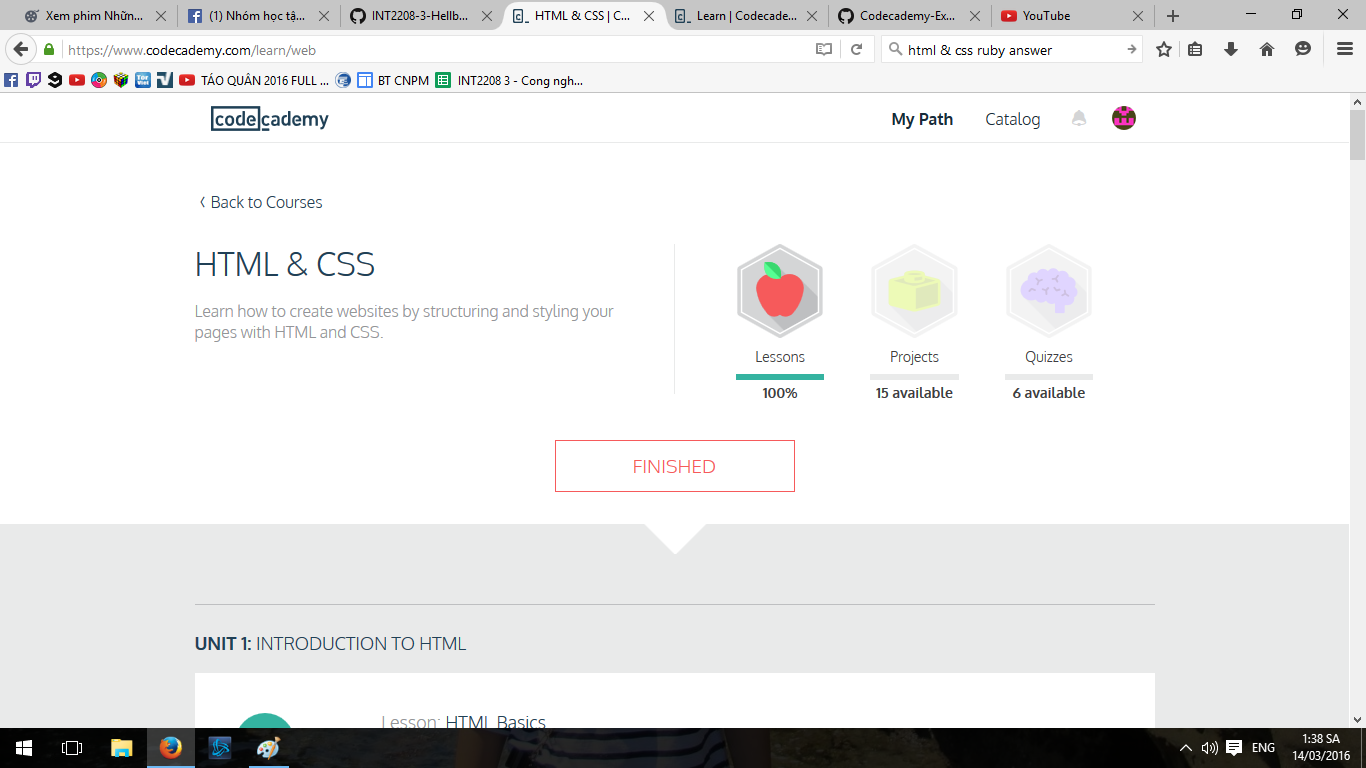 Xem phim Nhữn...
(1) Nhóm học tậ...
INT2208-3-Hellb...
HTML & CSS | C...
Learn | Codecade...
Codecademy-Ex...
YouTube
https://www.codecademy.com/learn/web
html & css ruby answer
TÁO QUÂN 2016 FULL ...
BT CNPM
INT2208 3 - Cong ngh...
codecademy
My Path
Catalog
Back to Courses
HTML & CSS
Learn how to create websites by structuring and styling your
pages with HTML and CSS.
Lessons
100%
Projects
15 available
Quizzes
6 available
FINISHED
UNIT 1: INTRODUCTION TO HTML
Lesson: HTML Basics
ENG
1:38 SA
14/03/2016